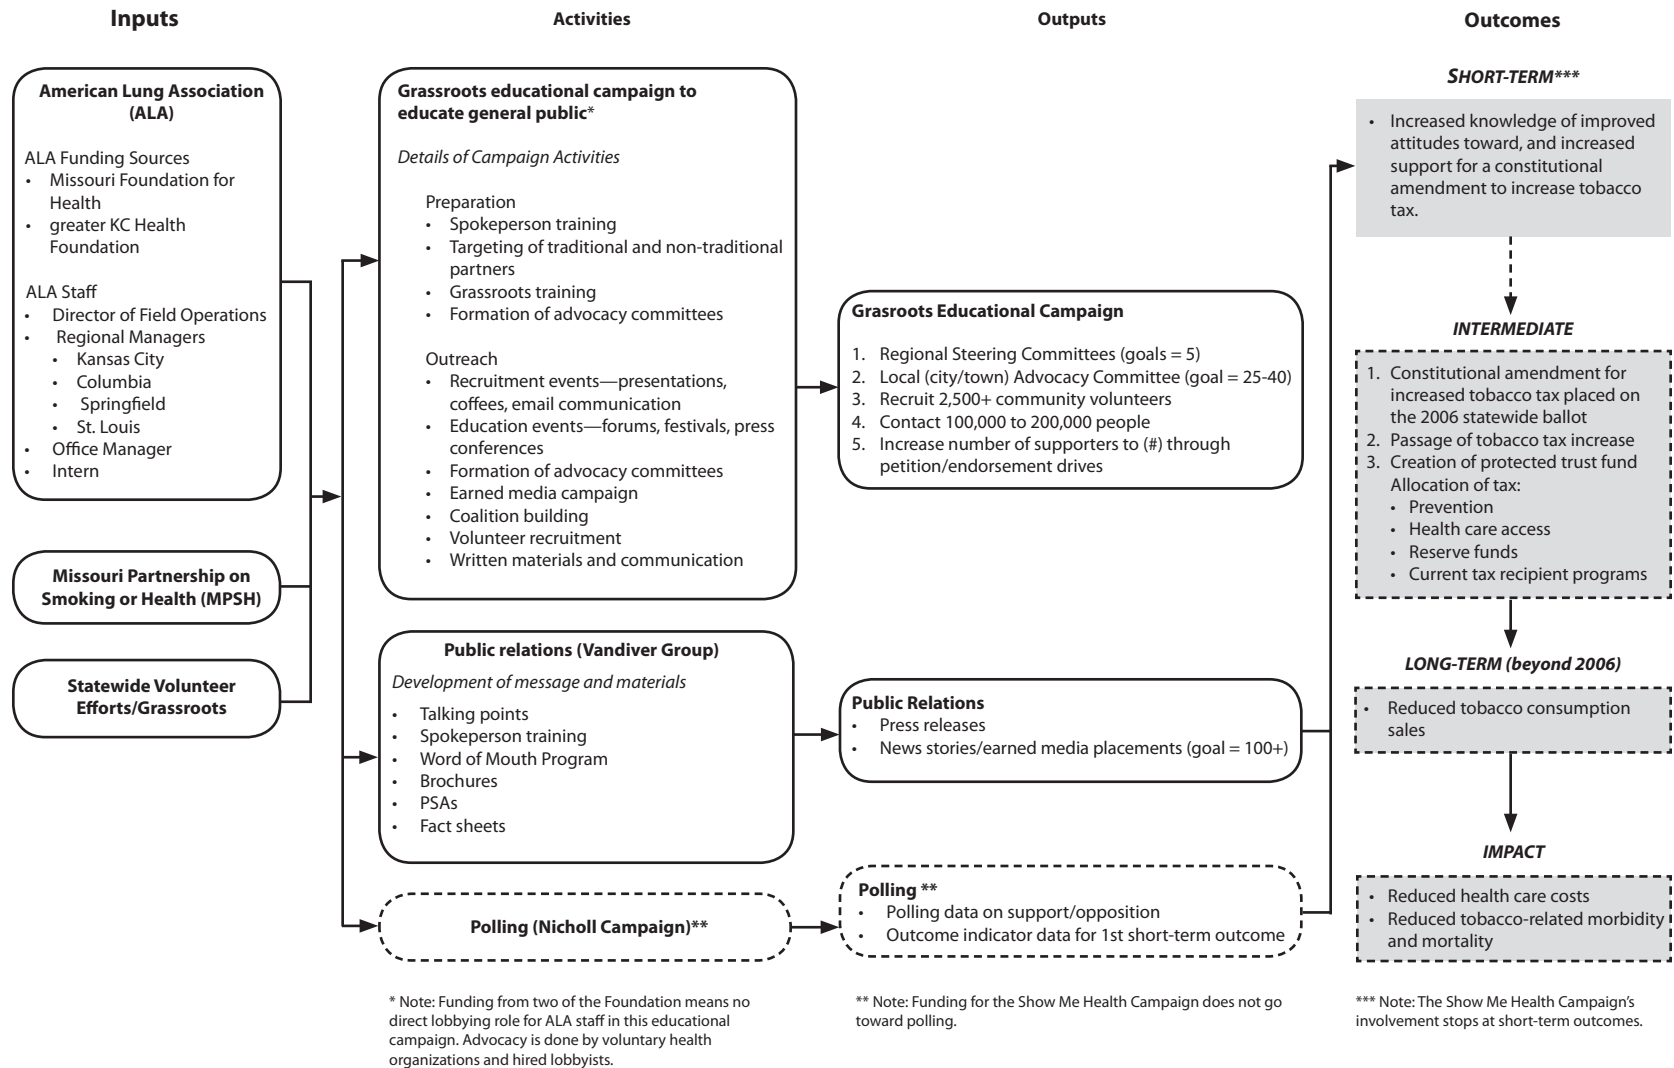 Inputs
Activities
Outputs
Outcomes
American Lung Association
(ALA)
ALA Funding Sources
• Missouri Foundation for
Health
• greater KC Health
Foundation
ALA Staff
• Director of Field Operations
• Regional Managers
• Kansas City
• Columbia
• Springfield
• St. Louis
• Office Manager
• Intern
Missouri Partnership on
Smoking or Health (MPSH)
Statewide Volunteer
Efforts/Grassroots
Grassroots educational campaign to
educate general public*
Details of Campaign Activities
Preparation
• Spokeperson training
• Targeting of traditional and non-traditional
partners
• Grassroots training
• Formation of advocacy committees
Outreach
• Recruitment events—presentations,
coffees, email communication
• Education events—forums, festivals, press
conferences
• Formation of advocacy committees
• Earned media campaign
• Coalition building
• Volunteer recruitment
• Written materials and communication
Public relations (Vandiver Group)
Development of message and materials
• Talking points
• Spokeperson training
• Word of Mouth Program
• Brochures
• PSAs
• Fact sheets
Polling (Nicholl Campaign)**
* Note: Funding from two of the Foundation means no
direct lobbying role for ALA staff in this educational
campaign. Advocacy is done by voluntary health
organizations and hired lobbyists.
Grasroots Educational Campaign
1. Regional Steering Committees (goals = 5)
2. Local (city/town) Advocacy Committee (goal = 25-40)
3. Recruit 2,500+ community volunteers
4. Contact 100,000 to 200,000 people
5. Increase number of supporters to (#) through
petition/endorsement drives
Public Relations
• Press releases
• News stories/earned media placements (goal = 100+)
Polling **
• Polling data on support/opposition
• Outcome indicator data for 1st short-term outcome
** Note: Funding for the Show Me Health Campaign does not go
toward polling.
SHORT-TERM***
• Increased knowledge of improved
attitudes toward, and increased
support for a constitutional
amendment to increase tobacco
tax.
INTERMEDIATE
1. Constitutional amendment for
increased tobacco tax placed on
the 2006 statewide ballot
2. Passage of tobacco tax increase
3. Creation of protected trust fund
Allocation of tax:
• Prevention
• Health care access
• Reserve funds
• Current tax recipient programs
LONG-TERM (beyond 2006)
• Reduced tobacco consumption
sales
IMPACT
• Reduced health care costs
• Reduced tobacco-related morbidity
and mortality
*** Note: The Show Me Health Campaign's
involvement stops at short-term outcomes.